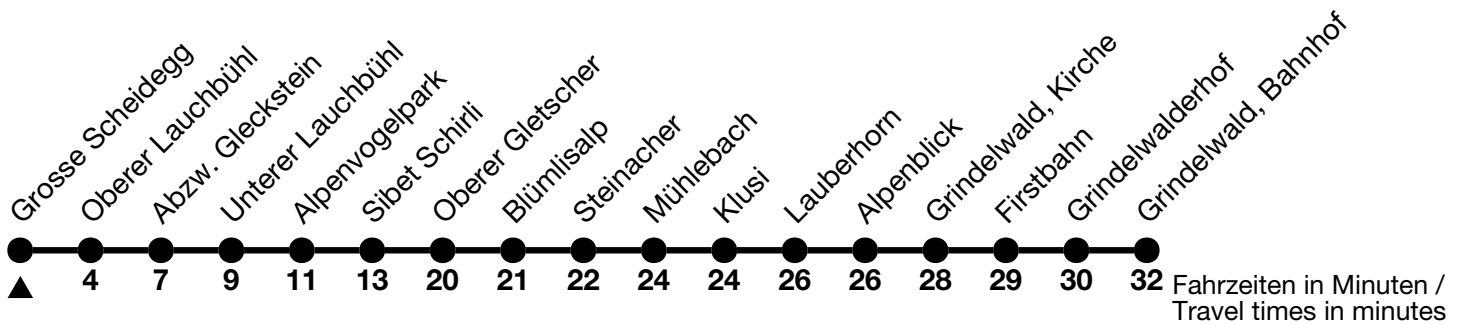 Grosse Scheidegg
Oberer Lauchbühl
Abzw. Gleckstein
Unterer Lauchbühl
Alpenvogelpark
Sibet Schirli
Oberer Gletscher
Blümlisalp
Steinacher
Mühlebach
Klusi
Lauberhorn
Alpenblick
Grindelwald, Kirche
Firstbahn
Grindelwalderhof
Grindelwald, Bahnhof
4 7 9 11 13 20 21 22 24 24 26 26 28 29 30 32
Fahrzeiten in Minuten /
Travel times in minutes